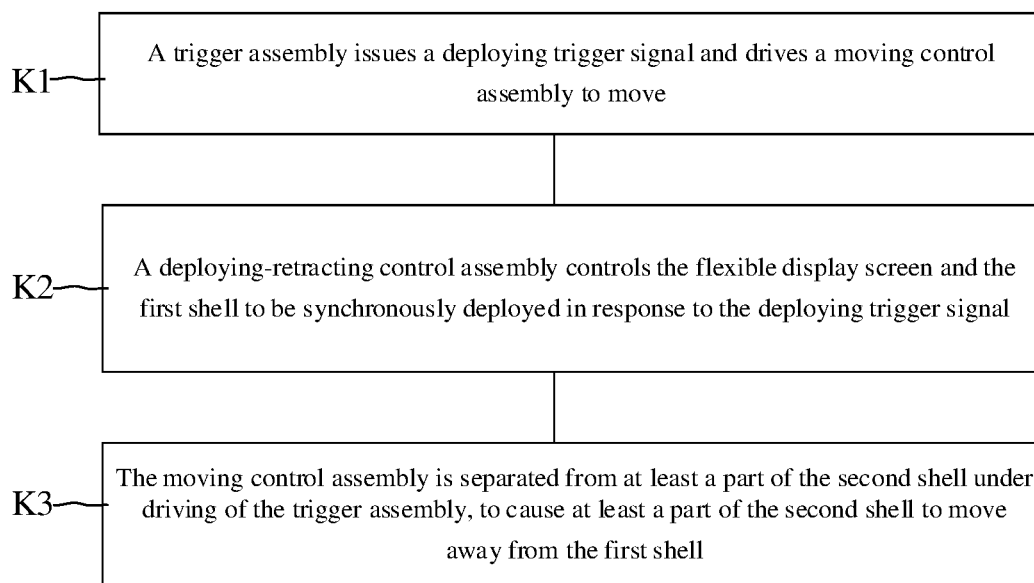 A trigger assembly issues a deploying trigger signal and drives a moving control
K1
assembly to move
A deploying-retracting control assembly controls the flexible display screen and the
K2
first shell to be synchronously deployed in response to the deploying trigger signal
The moving control assembly is separated from at least a part of the second shell under
K3
driving of the trigger assembly, to cause at least a part of the second shell to move
away from the first shell